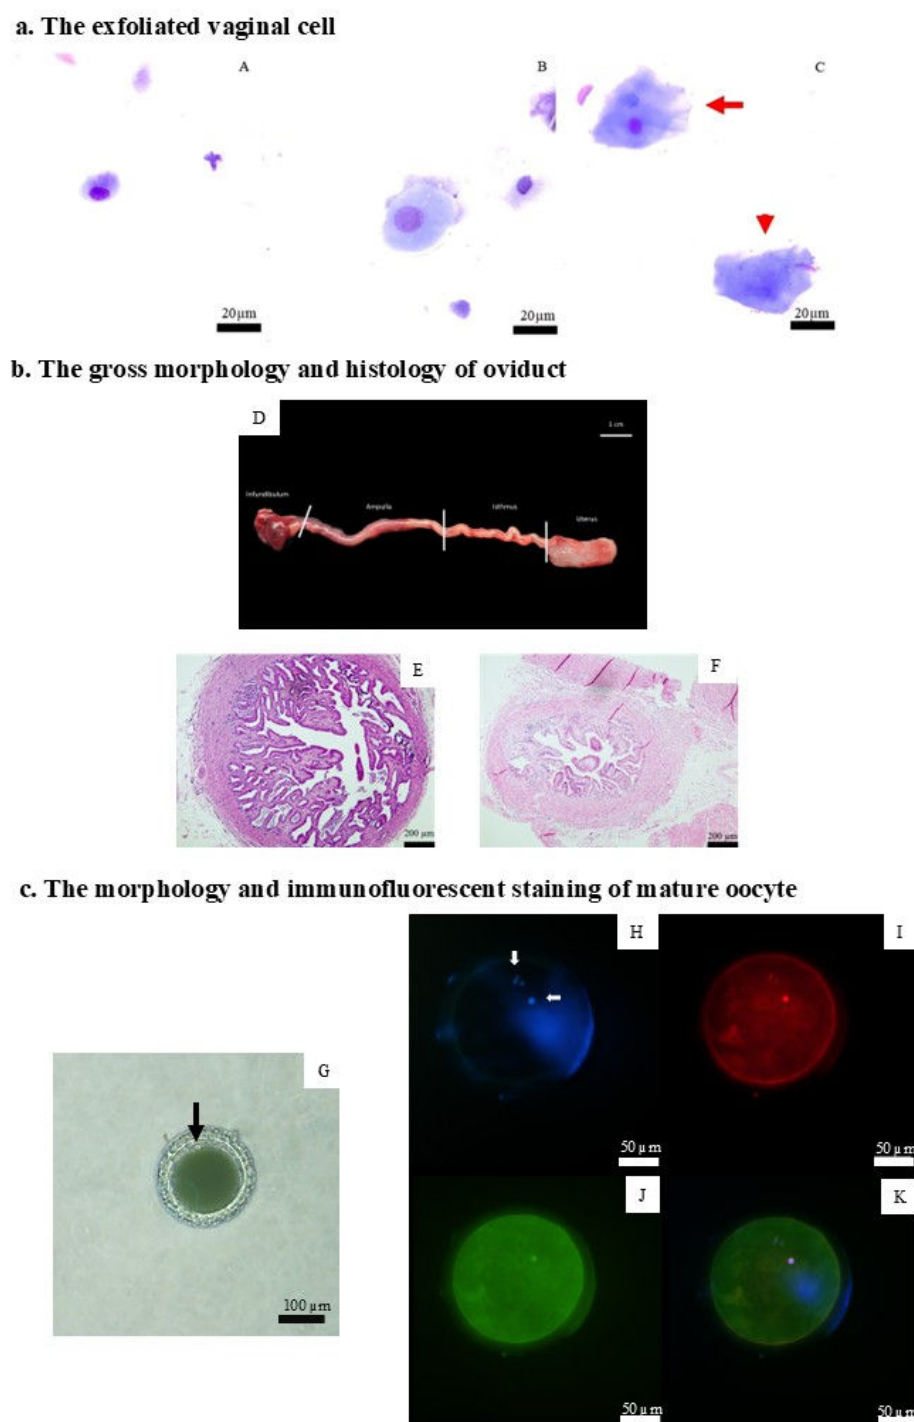 a. The exfoliated vaginal cell
A
B
C
20µm
20µm
20µm
b. The gross morphology and histology of oviduct
D
1 cm
Infundibulum
Ampulla
Isthmus
Uterus
E
F
200 µm
200 µm
c. The morphology and immunofluorescent staining of mature oocyte
H
I
G
50 µm
50 µm
J
K
100 µm
50 µm
50 µm